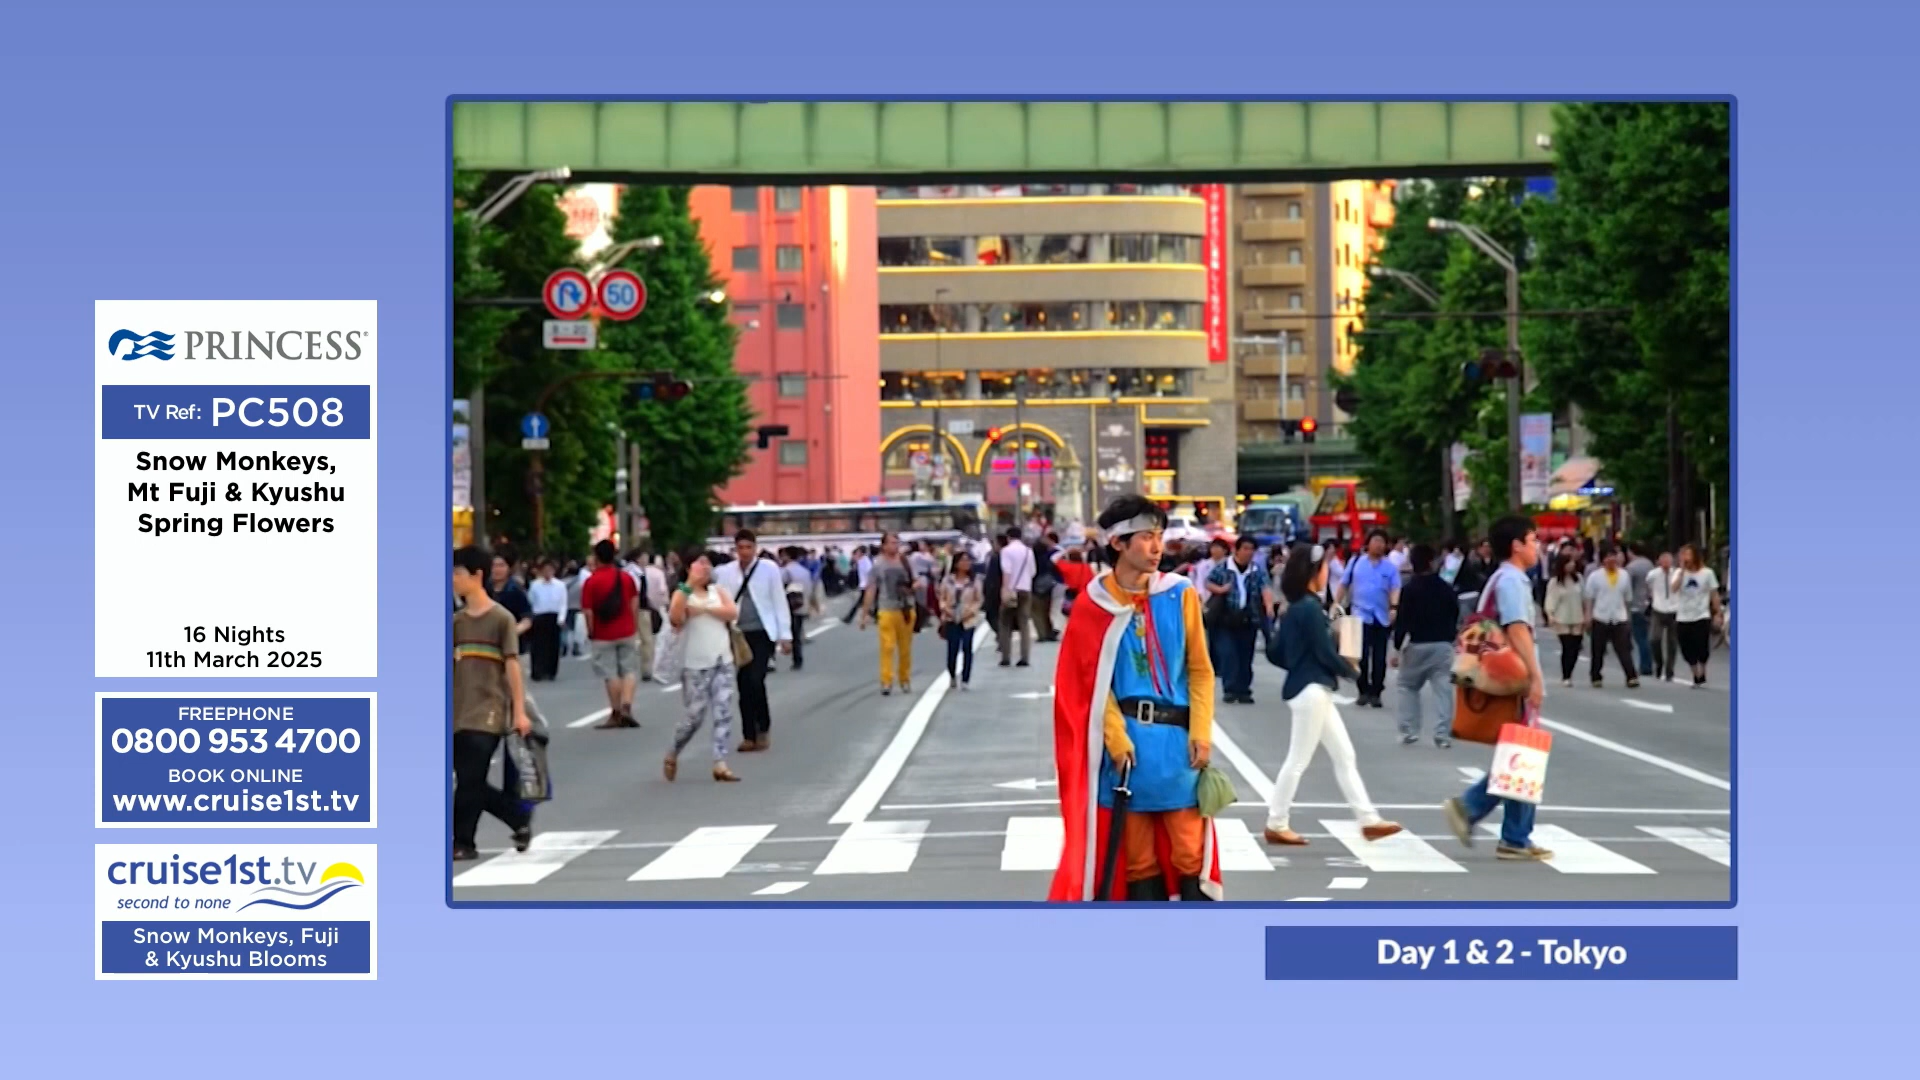 PRINCESS
TV Ref: PC508
Snow Monkeys,
Mt Fuji & Kyushu
Spring Flowers
16 Nights
11th March 2025
FREEPHONE
0800 953 4700
BOOK ONLINE
www.cruise1st.tv
cruise1st.tv
second to none
Snow Monkeys, Fuji
& Kyushu Blooms
50
8-20
Day 1 & 2 - Tokyo